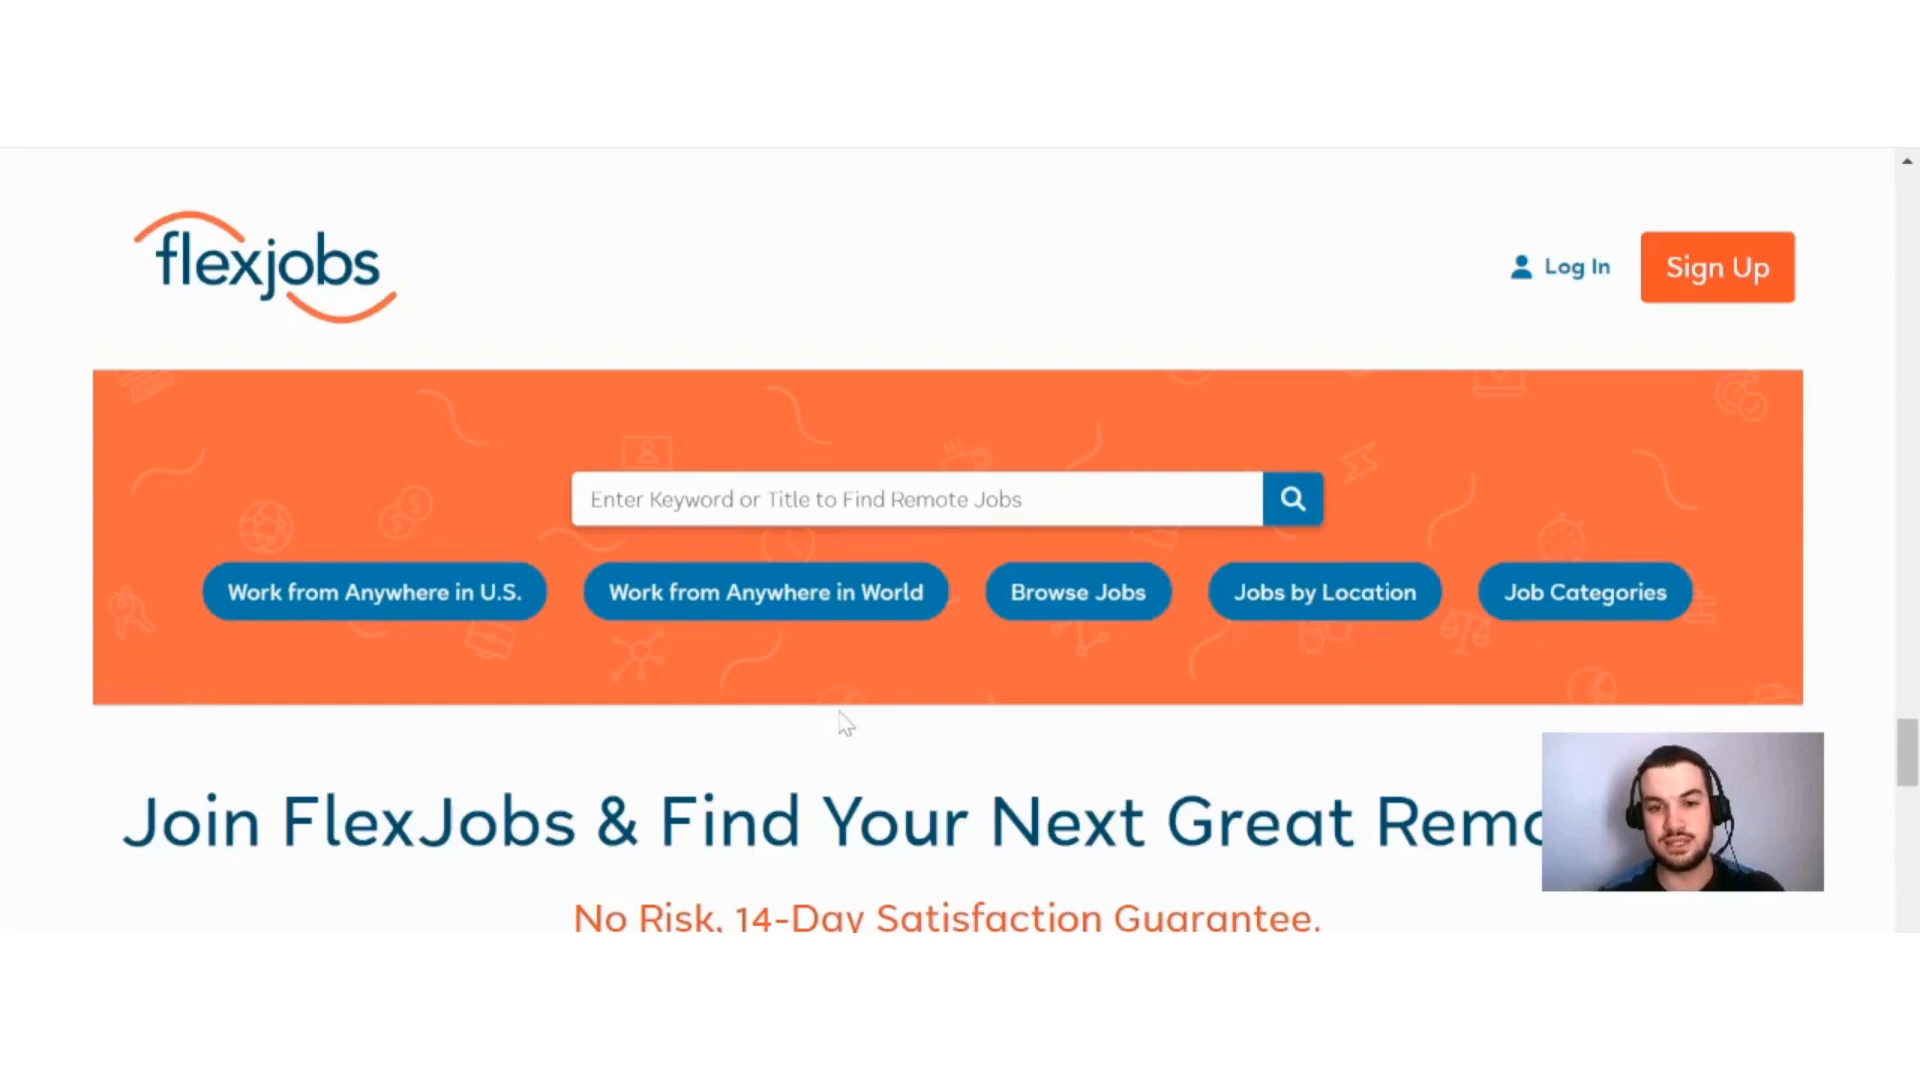 flexjobs
Log In
Sign Up
Enter Keyword or Title to Find Remote Jobs
Work from Anywhere in U.S.
Work from Anywhere in World
Browse Jobs
Jobs by Location
Job Categories
Join FlexJobs & Find Your Next Great
No Risk, 14-Day Satisfaction Guarantee.